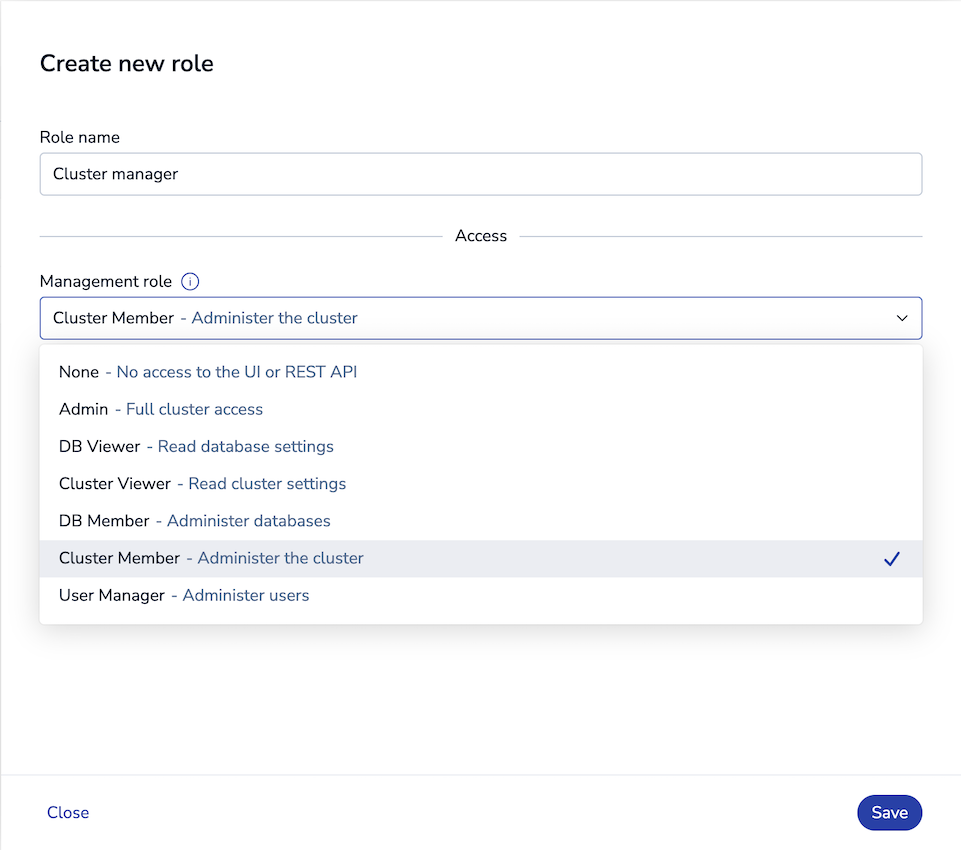 Create new role
Role name
Cluster manager
Access
Management role
Cluster Member - Administer the cluster
None - No access to the UI or REST API
Admin - Full cluster access
DB Viewer - Read database settings
Cluster Viewer - Read cluster settings
DB Member - Administer databases
Cluster Member - Administer the cluster
User Manager - Administer users
Close
Save